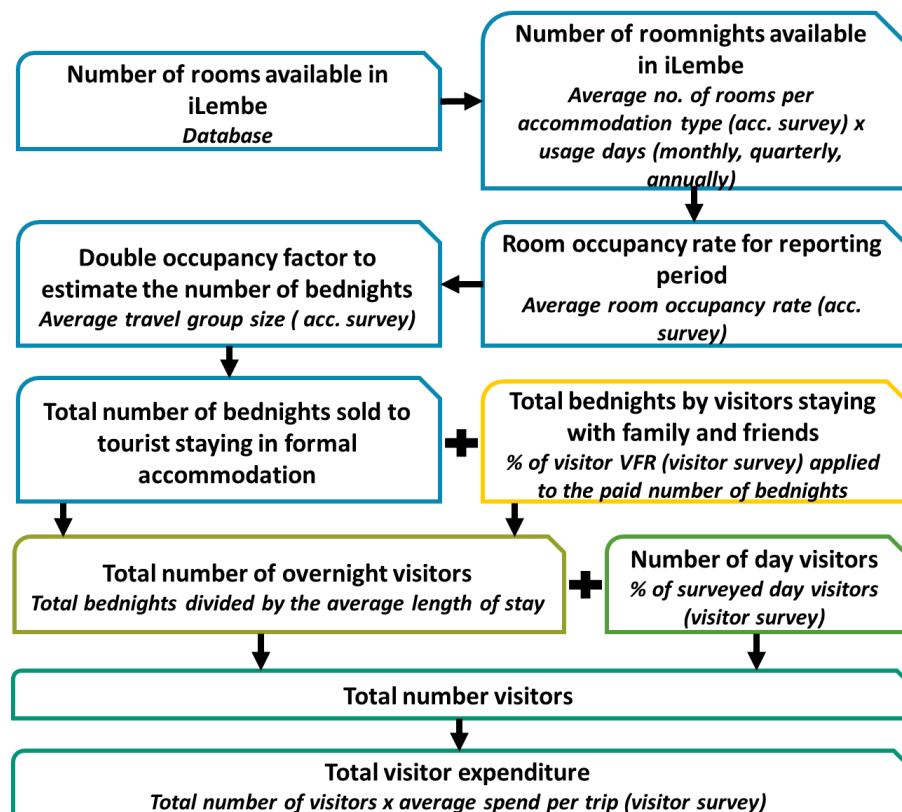 Number of rooms available in
iLembe
Database
Number of roomnights available
in iLembe
Average no. of rooms per
accommodation type (acc. survey) x
usage days (monthly, quarterly,
annually)
Double occupancy factor to
estimate the number of bednights
Average travel group size ( acc. survey)
Room occupancy rate for reporting
period
Average room occupancy rate (acc.
survey)
Total number of bednights sold to
tourist staying in formal
accommodation
Total bednights by visitors staying
with family and friends
% of visitor VFR (visitor survey) applied
to the paid number of bednights
Total number of overnight visitors
Total bednights divided by the average length of stay
Number of day visitors
% of surveyed day visitors
(visitor survey)
Total number visitors
Total visitor expenditure
Total number of visitors x average spend per trip (visitor survey)